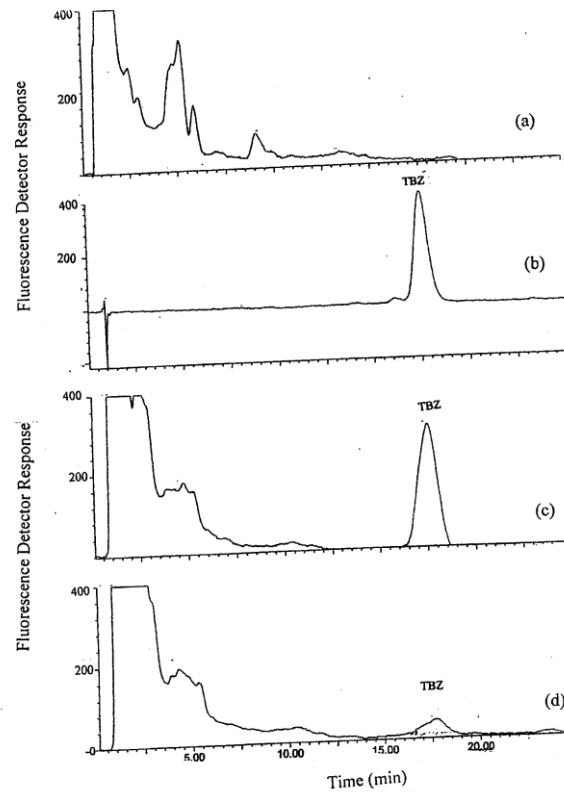 400
200
Fluorescence Detector Response
(a)
TBZ
400
200
(b)
400
TBZ
200
(c)
Fluorescence Detector Response
400
200
TBZ
(d)
-0
5.00
10.00
15.00
20.00
Time (min)